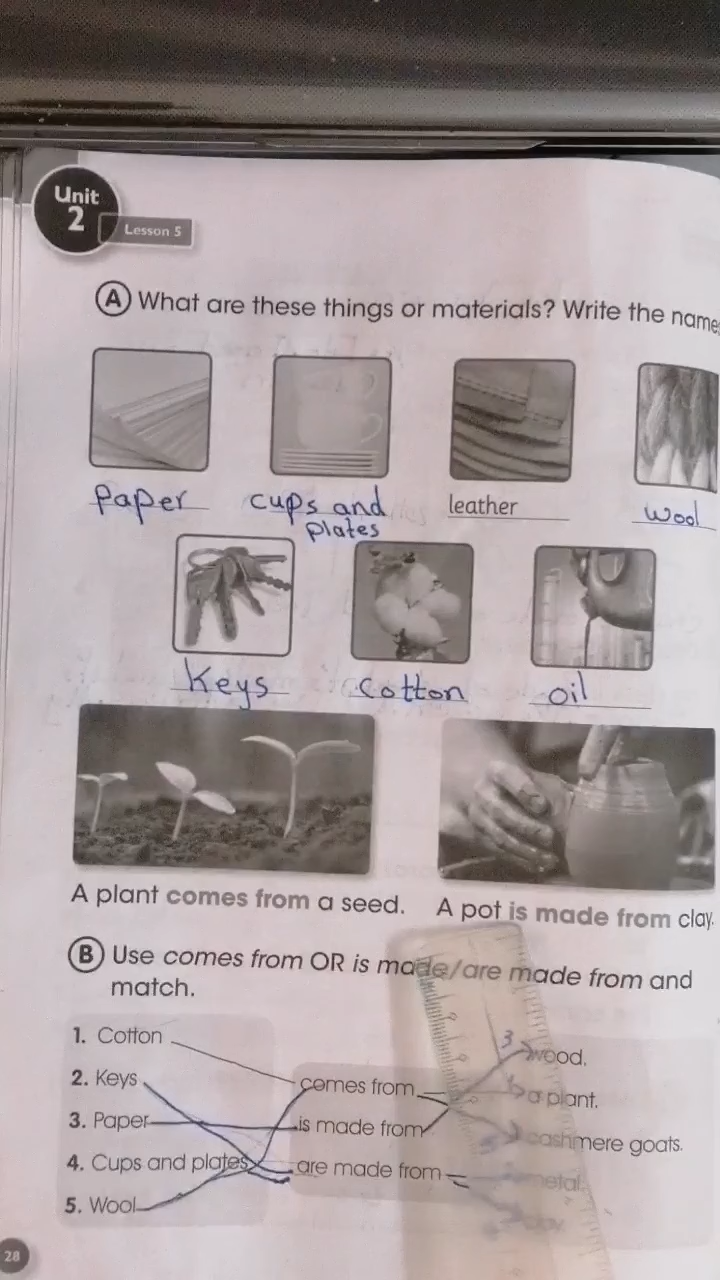 Unit
2
Lesson 5
A What are these things or materials? Write the name
paper
cups and
plates
leather
wool
Keys
cotton
oil
A plant comes from a seed.
A pot is made from clay.
B Use comes from OR is made/are made from and
match.
1. Cotton
2. Keys
3. Paper
4. Cups and plates
5. Wool
comes from
is made from
are made from
3 wood.
a plant.
cashmere goats.
metal.
clay.
28